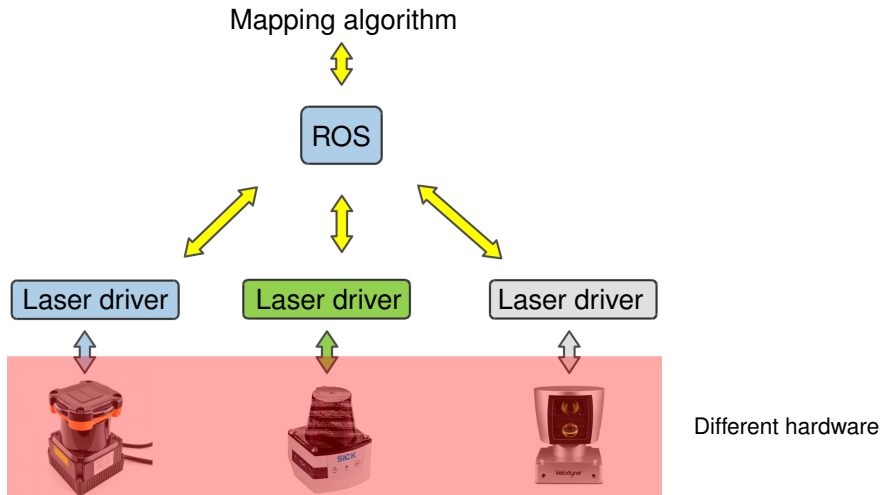 Mapping algorithm
ROS
Laser driver
Laser driver
Laser driver
SICK
Velodyne
Different hardware